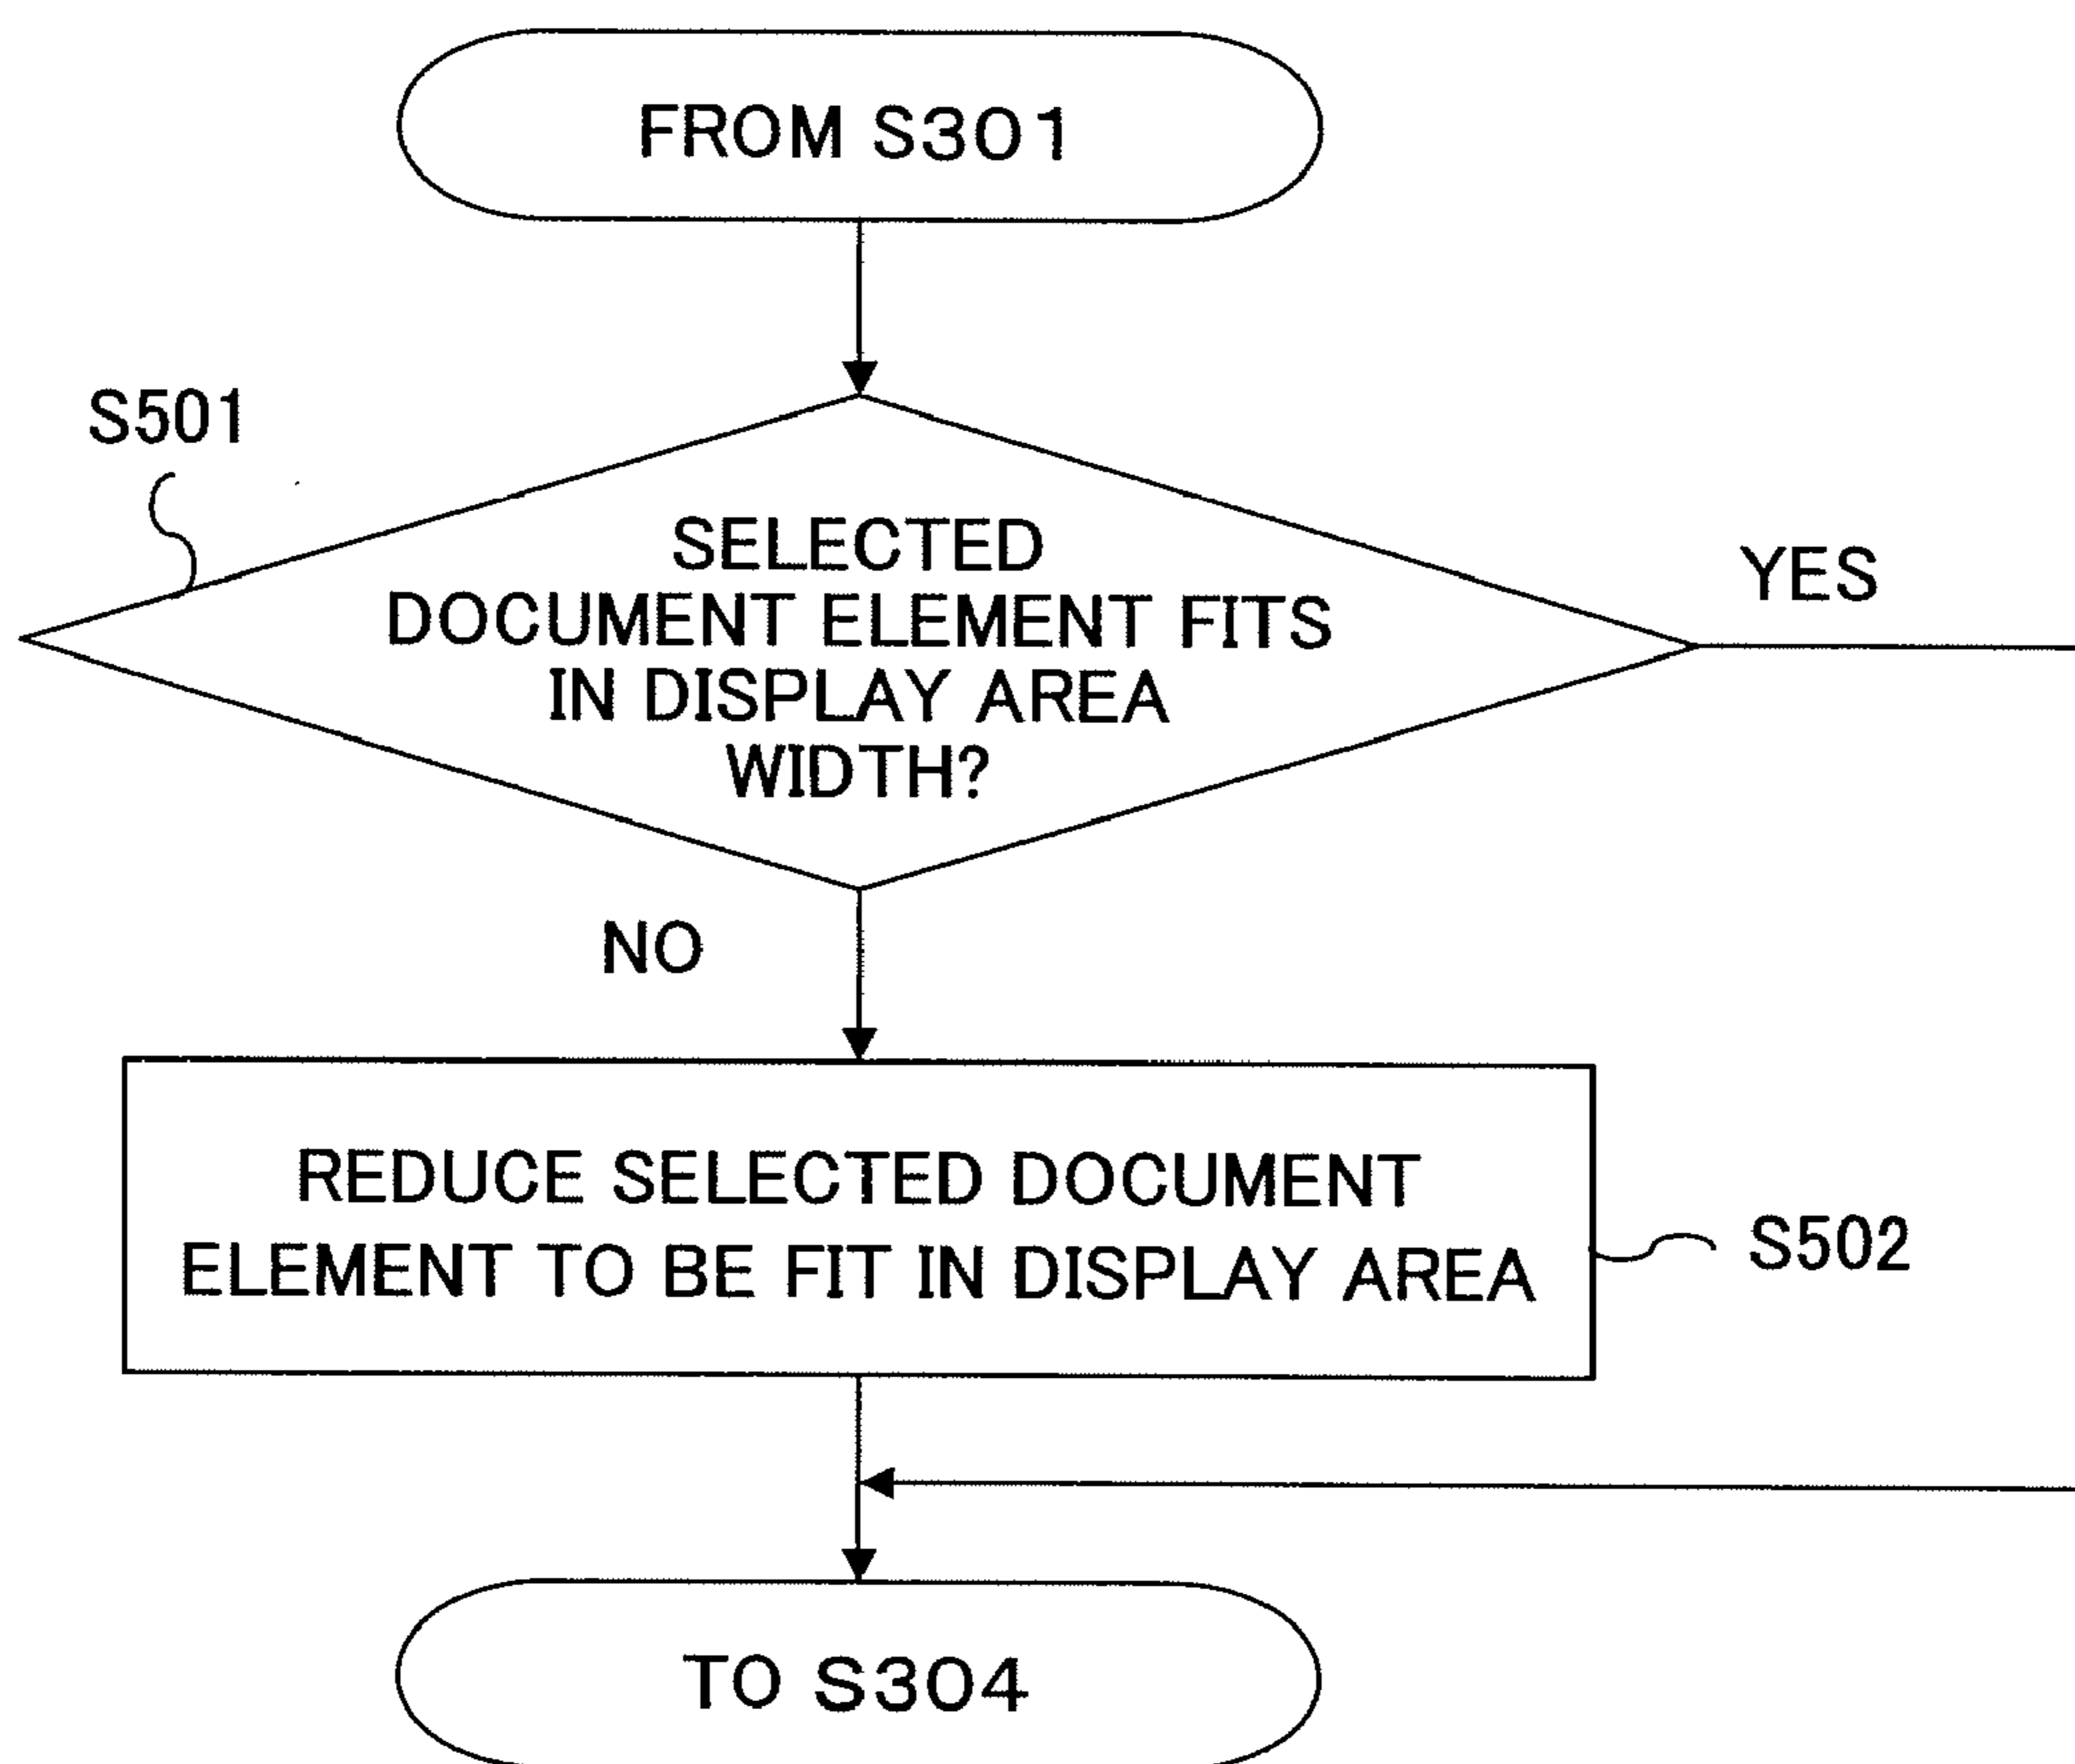 FROM S301
S501
SELECTED
DOCUMENT ELEMENT FITS
IN DISPLAY AREA
WIDTH?
YES
NO
REDUCE SELECTED DOCUMENT
ELEMENT TO BE FIT IN DISPLAY AREA
S502
TO S304